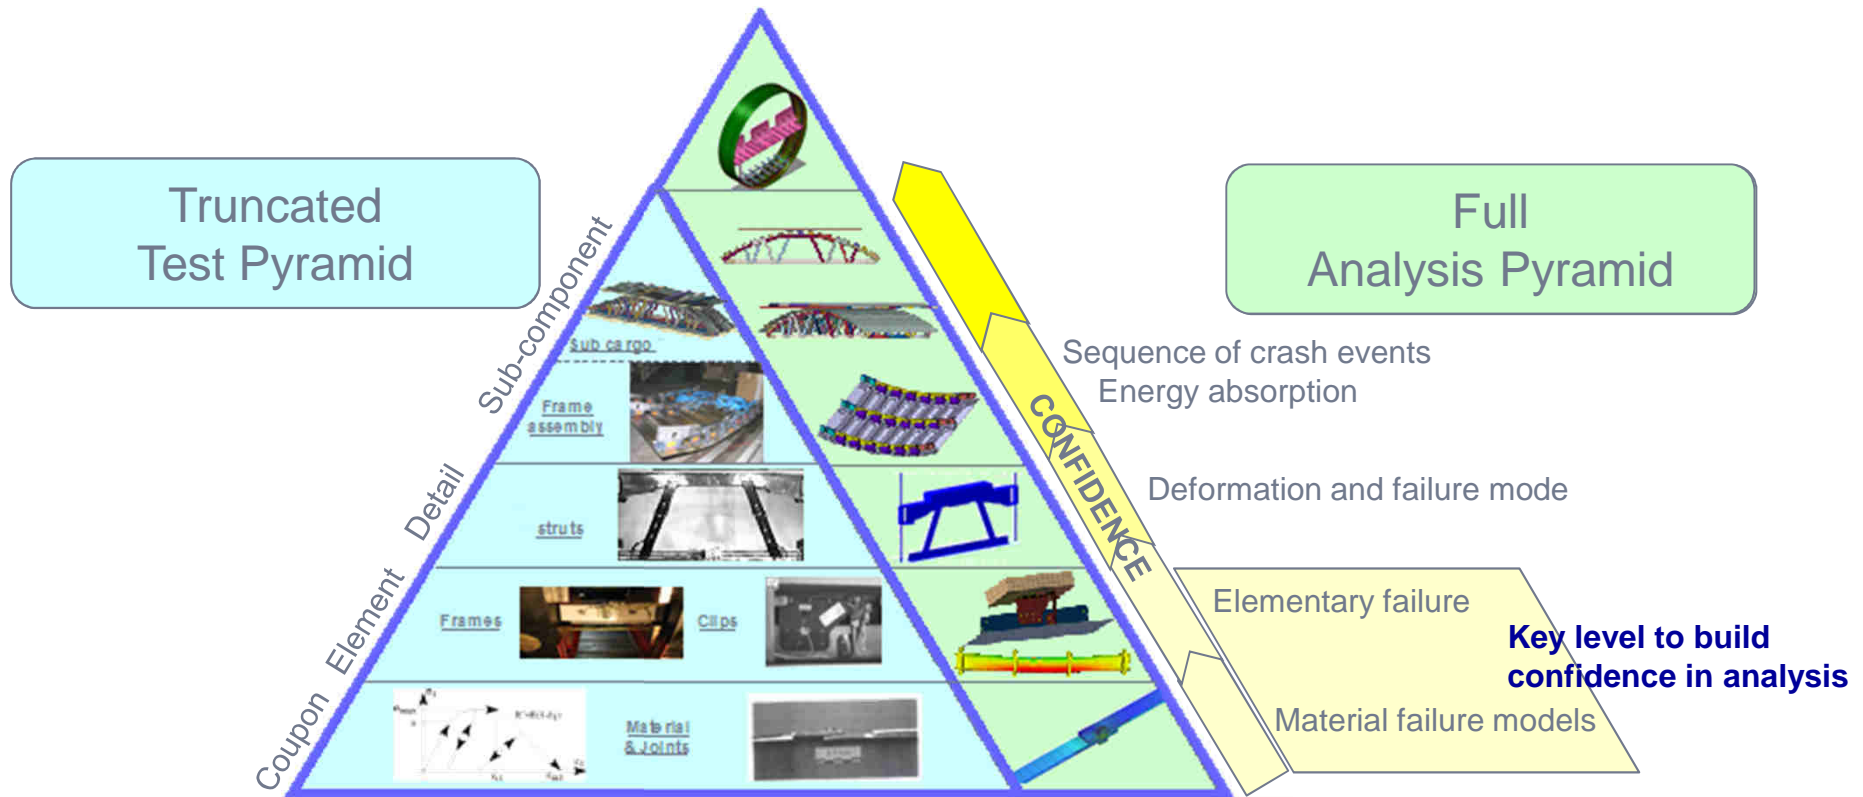 Truncated
Test Pyramid
Full
Analysis Pyramid
Sub-component
Detail
Element
Coupon
Sub cargo
Frame
assembly
struts
Frames
Clips
Material
& Joints
CONFIDENCE
Sequence of crash events
Energy absorption
Deformation and failure mode
Elementary failure
Key level to build
confidence in analysis
Material failure models